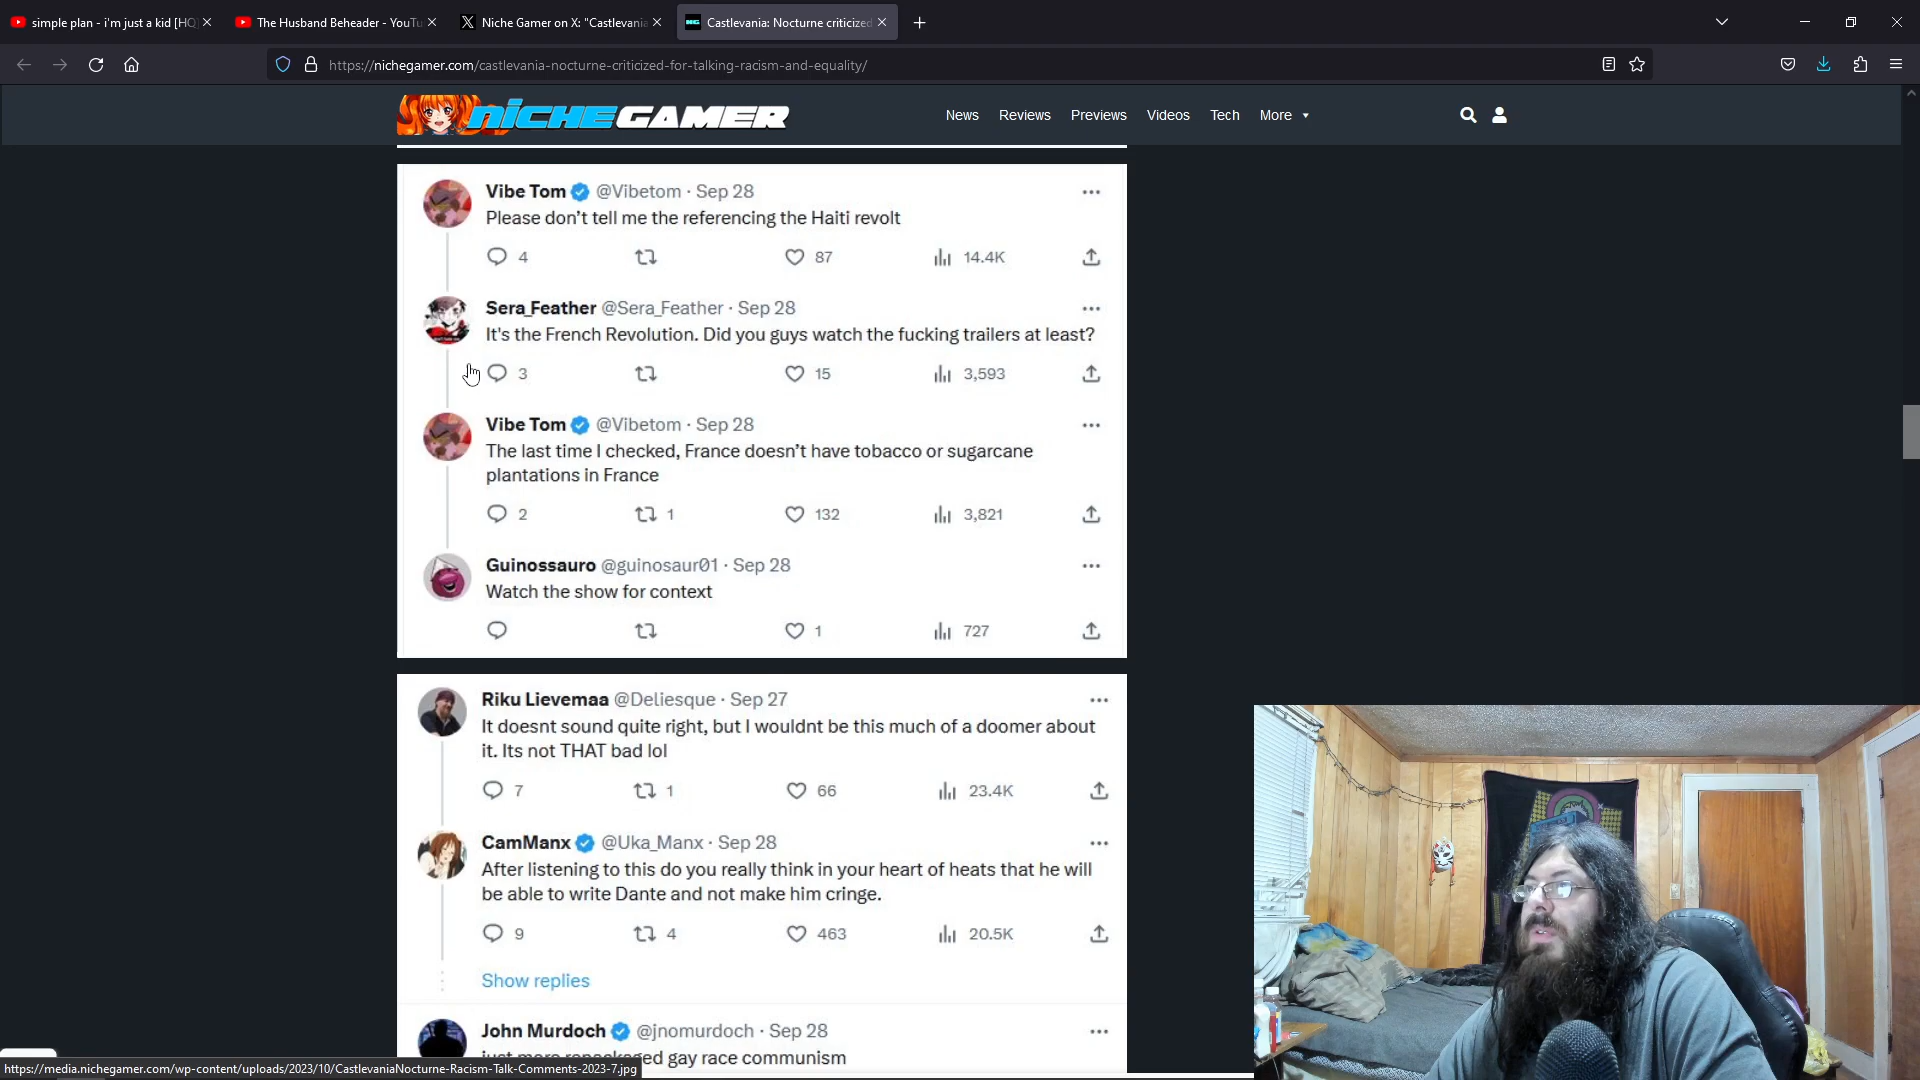 simple plan - i'm just a kid [HQ
The Husband Beheader - YouTu
Niche Gamer on X: "Castlevania
Castlevania: Nocturne criticized
https://nichegamer.com/castlevania-nocturne-criticized-for-talking-racism-and-equality/
NICHEGAMER
News Reviews Previews Videos Tech More
Vibe Tom @Vibetom · Sep 28
Please don't tell me the referencing the Haiti revolt
4 87 14.4K
Sera_Feather @Sera_Feather · Sep 28
It's the French Revolution. Did you guys watch the fucking trailers at least?
3 15 3,593
Vibe Tom @Vibetom · Sep 28
The last time I checked, France doesn't have tobacco or sugarcane
plantations in France
2 1 132 3,821
Guinossauro @guinosaur01 · Sep 28
Watch the show for context
1 727
Riku Lievemaa @Deliesque · Sep 27
It doesnt sound quite right, but I wouldnt be this much of a doomer about
it. Its not THAT bad lol
7 1 66 23.4K
CamManx @Uka_Manx · Sep 28
After listening to this do you really think in your heart of heats that he will
be able to write Dante and not make him cringe.
9 4 463 20.5K
Show replies
John Murdoch @jnomurdoch · Sep 28
just more repackaged gay race communism
https://media.nichegamer.com/wp-content/uploads/2023/10/CastlevaniaNocturne-Racism-Talk-Comments-2023-7.jpg